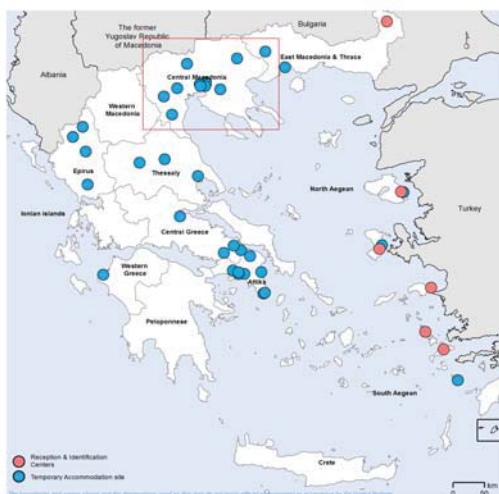 The former
Yugoslav Republic
of Macedonia
Bulgaria
Albania
East Macedonia & Thrace
Central Macedonia
Western
Macedonia
Epirus
Thessaly
North Aegean
Turkey
Ionian Islands
Central Greece
Western
Greece
Attika
Peloponnese
South Aegean
Crete
Reception & Identification
Centers
Temporary Accommodation site
km